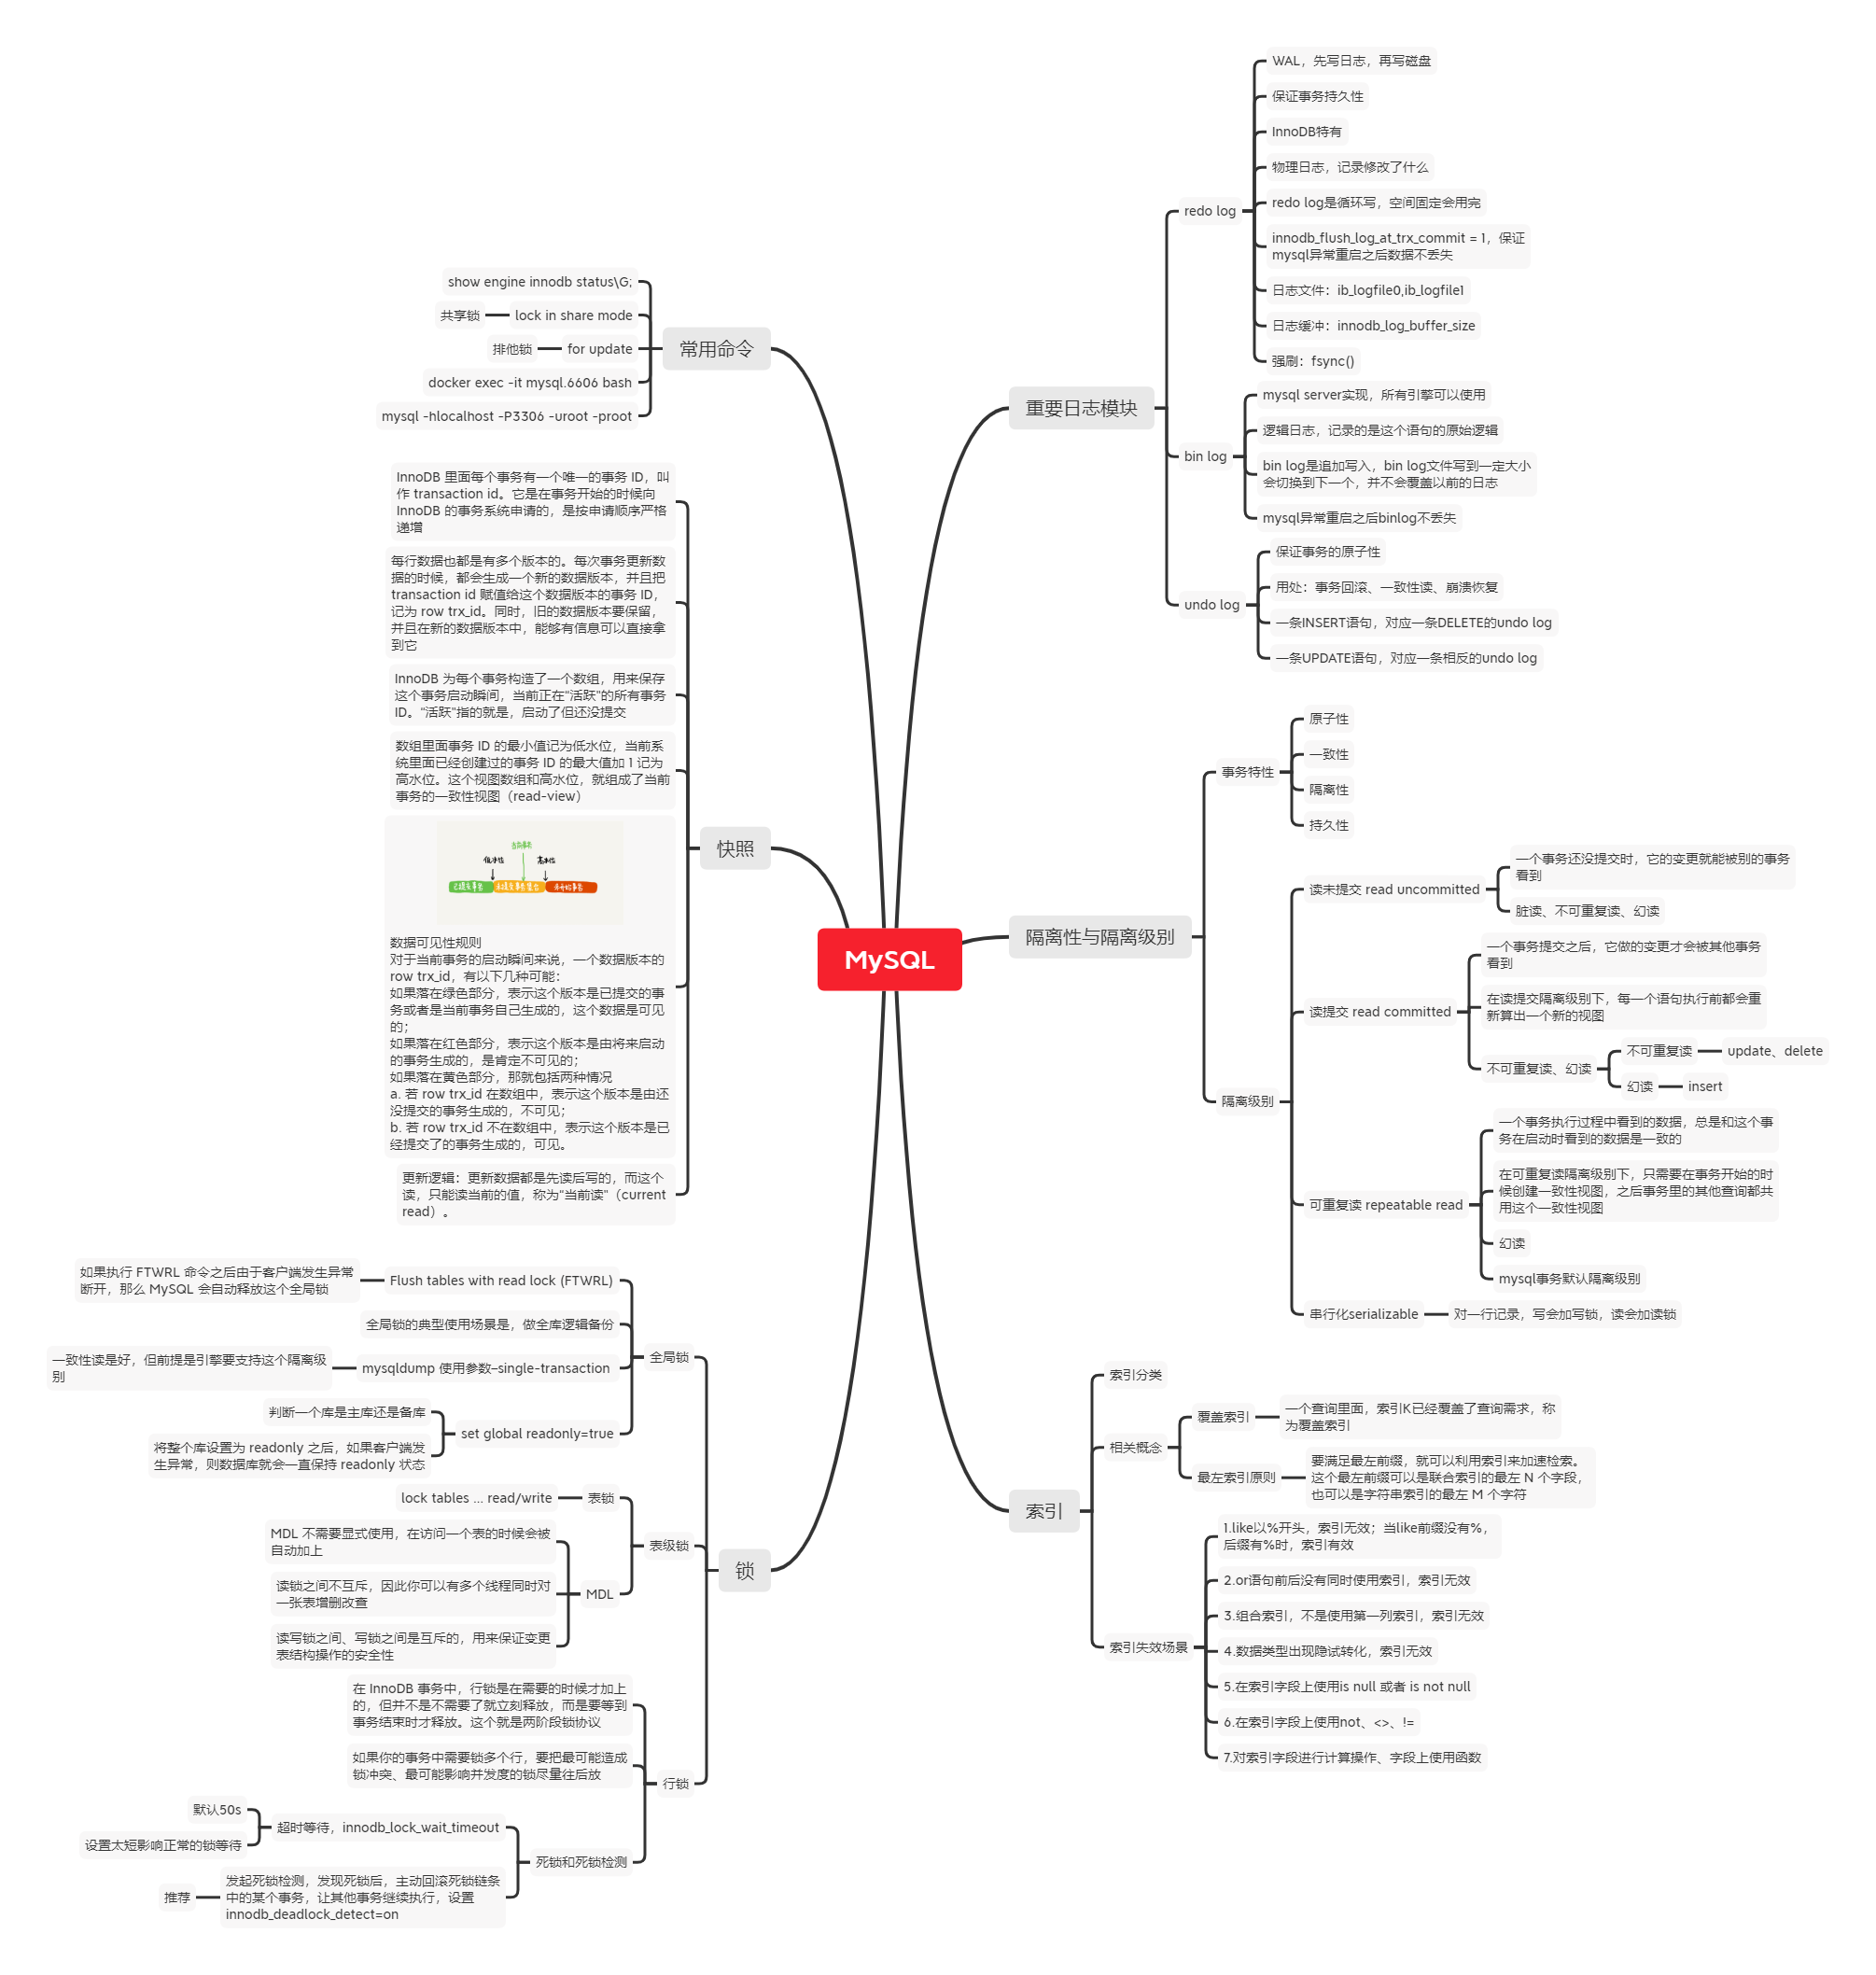 MySQL
重要日志模块
redo log
WAL，先写日志，再写磁盘
保证事务持久性
InnoDB特有
物理日志，记录修改了什么
redo log是循环写，空间固定会用完
innodb_flush_log_at_trx_commit = 1，保证
mysql异常重启之后数据不丢失
日志文件：ib_logfile0,ib_logfile1
日志缓冲：innodb_log_buffer_size
强刷：fsync()
bin log
mysql server实现，所有引擎可以使用
逻辑日志，记录的是这个语句的原始逻辑
bin log是追加写入，bin log文件写到一定大小
会切换到下一个，并不会覆盖以前的日志
mysql异常重启之后binlog不丢失
undo log
保证事务的原子性
用处：事务回滚、一致性读、崩溃恢复
一条INSERT语句，对应一条DELETE的undo log
一条UPDATE语句，对应一条相反的undo log
隔离性与隔离级别
事务特性
原子性
一致性
隔离性
持久性
隔离级别
读未提交 read uncommitted
一个事务还没提交时，它的变更就能被别的事务
看到
脏读、不可重复读、幻读
读提交 read committed
一个事务提交之后，它做的变更才会被其他事务
看到
在读提交隔离级别下，每一个语句执行前都会重
新算出一个新的视图
不可重复读、幻读
不可重复读
update、delete
幻读
insert
可重复读 repeatable read
一个事务执行过程中看到的数据，总是和这个事
务在启动时看到的数据是一致的
在可重复读隔离级别下，只需要在事务开始的时
候创建一致性视图，之后事务里的其他查询都共
用这个一致性视图
幻读
mysql事务默认隔离级别
串行化serializable
对一行记录，写会加写锁，读会加读锁
索引
索引分类
相关概念
覆盖索引
一个查询里面，索引K已经覆盖了查询需求，称
为覆盖索引
最左索引原则
要满足最左前缀，就可以利用索引来加速检索。
这个最左前缀可以是联合索引的最左 N 个字段，
也可以是字符串索引的最左 M 个字符
索引失效场景
1.like以%开头，索引无效；当like前缀没有%，
后缀有%时，索引有效
2.or语句前后没有同时使用索引，索引无效
3.组合索引，不是使用第一列索引，索引无效
4.数据类型出现隐试转化，索引无效
5.在索引字段上使用is null 或者 is not null
6.在索引字段上使用not、<>、!=
7.对索引字段进行计算操作、字段上使用函数
常用命令
show engine innodb status\G;
lock in share mode
共享锁
for update
排他锁
docker exec -it mysql.6606 bash
mysql -hlocalhost -P3306 -uroot -proot
快照
InnoDB 里面每个事务有一个唯一的事务 ID，叫
作 transaction id。它是在事务开始的时候向
InnoDB 的事务系统申请的，是按申请顺序严格
递增
每行数据也都是有多个版本的。每次事务更新数
据的时候，都会生成一个新的数据版本，并且把
transaction id 赋值给这个数据版本的事务 ID，
记为 row trx_id。同时，旧的数据版本要保留，
并且在新的数据版本中，能够有信息可以直接拿
到它
InnoDB 为每个事务构造了一个数组，用来保存
这个事务启动瞬间，当前正在"活跃"的所有事务
ID。"活跃"指的就是，启动了但还没提交
数组里面事务 ID 的最小值记为低水位，当前系
统里面已经创建过的事务 ID 的最大值加 1 记为
高水位。这个视图数组和高水位，就组成了当前
事务的一致性视图（read-view）
当前事务
低水位
高水位
已提交事务
未提交事务集合
未开始事务
数据可见性规则
对于当前事务的启动瞬间来说，一个数据版本的
row trx_id，有以下几种可能：
如果落在绿色部分，表示这个版本是已提交的事
务或者是当前事务自己生成的，这个数据是可见
的；
如果落在红色部分，表示这个版本是由将来启动
的事务生成的，是肯定不可见的；
如果落在黄色部分，那就包括两种情况
a. 若 row trx_id 在数组中，表示这个版本是由还
没提交的事务生成的，不可见；
b. 若 row trx_id 不在数组中，表示这个版本是已
经提交了的事务生成的，可见。
更新逻辑：更新数据都是先读后写的，而这个
读，只能读当前的值，称为"当前读"（current
read）。
锁
全局锁
Flush tables with read lock (FTWRL)
如果执行 FTWRL 命令之后由于客户端发生异常
断开，那么 MySQL 会自动释放这个全局锁
全局锁的典型使用场景是，做全库逻辑备份
mysqldump 使用参数–single-transaction
一致性读是好，但前提是引擎要支持这个隔离级
别
set global readonly=true
判断一个库是主库还是备库
将整个库设置为 readonly 之后，如果客户端发
生异常，则数据库就会一直保持 readonly 状态
表级锁
表锁
lock tables ... read/write
MDL
MDL 不需要显式使用，在访问一个表的时候会被
自动加上
读锁之间不互斥，因此你可以有多个线程同时对
一张表增删改查
读写锁之间、写锁之间是互斥的，用来保证变更
表结构操作的安全性
行锁
在 InnoDB 事务中，行锁是在需要的时候才加上
的，但并不是不需要了就立刻释放，而是要等到
事务结束时才释放。这个就是两阶段锁协议
如果你的事务中需要锁多个行，要把最可能造成
锁冲突、最可能影响并发度的锁尽量往后放
死锁和死锁检测
超时等待，innodb_lock_wait_timeout
默认50s
设置太短影响正常的锁等待
发起死锁检测，发现死锁后，主动回滚死锁链条
中的某个事务，让其他事务继续执行，设置
innodb_deadlock_detect=on
推荐